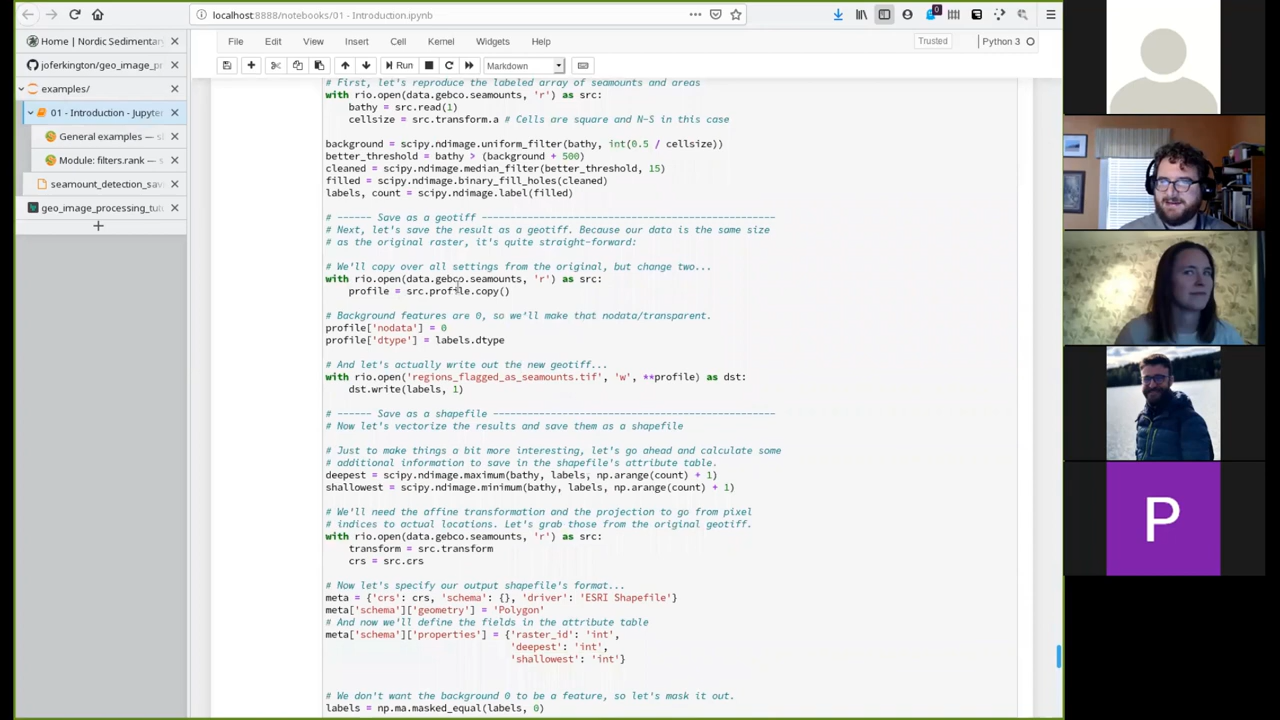 localhost:8888/notebooks/01 - Introduction.ipynb
0
Home | Nordic Sedimentar
joferkington/geo_image_pr
examples/
01 - Introduction - Jupyter
General examples — s
Module: filters.rank — s
seamount_detection_sav
geo_image_processing_tut
File Edit View Insert Cell Kernel Widgets Help
Trusted
Python 3
Run
Markdown
# First, let's reproduce the labeled array of seamounts and areas
with rio.open(data.gebco.seamounts, 'r') as src:
bathy = src.read(1)
cellsize = src.transform.a # Cells are square and N-S in this case
background = scipy.ndimage.uniform_filter(bathy, int(0.5 / cellsize))
better_threshold = bathy > (background + 500)
cleaned = scipy.ndimage.median_filter(better_threshold, 15)
filled = scipy.ndimage.binary_fill_holes(cleaned)
labels, count = scipy.ndimage.label(filled)
# ------ Save as a geotiff --------------------------------------------------
# Next, let's save the result as a geotiff. Because our data is the same size
# as the original raster, it's quite straight-forward:
# We'll copy over all settings from the original, but change two...
with rio.open(data.gebco.seamounts, 'r') as src:
profile = src.profile.copy()
# Background features are 0, so we'll make that nodata/transparent.
profile['nodata'] = 0
profile['dtype'] = labels.dtype
# And let's actually write out the new geotiff...
with rio.open('regions_flagged_as_seamounts.tif', 'w', **profile) as dst:
dst.write(labels, 1)
# ------ Save as a shapefile ------------------------------------------------
# Now let's vectorize the results and save them as a shapefile
# Just to make things a bit more interesting, let's go ahead and calculate some
# additional information to save in the shapefile's attribute table.
deepest = scipy.ndimage.maximum(bathy, labels, np.arange(count) + 1)
shallowest = scipy.ndimage.minimum(bathy, labels, np.arange(count) + 1)
# We'll need the affine transformation and the projection to go from pixel
# indices to actual locations. Let's grab those from the original geotiff.
with rio.open(data.gebco.seamounts, 'r') as src:
transform = src.transform
crs = src.crs
# Now let's specify our output shapefile's format...
meta = {'crs': crs, 'schema': {}, 'driver': 'ESRI Shapefile'}
meta['schema']['geometry'] = 'Polygon'
# And now we'll define the fields in the attribute table
meta['schema']['properties'] = {'raster_id': 'int',
'deepest': 'int',
'shallowest': 'int'}
# We don't want the background 0 to be a feature, so let's mask it out.
labels = np.ma.masked_equal(labels, 0)
P